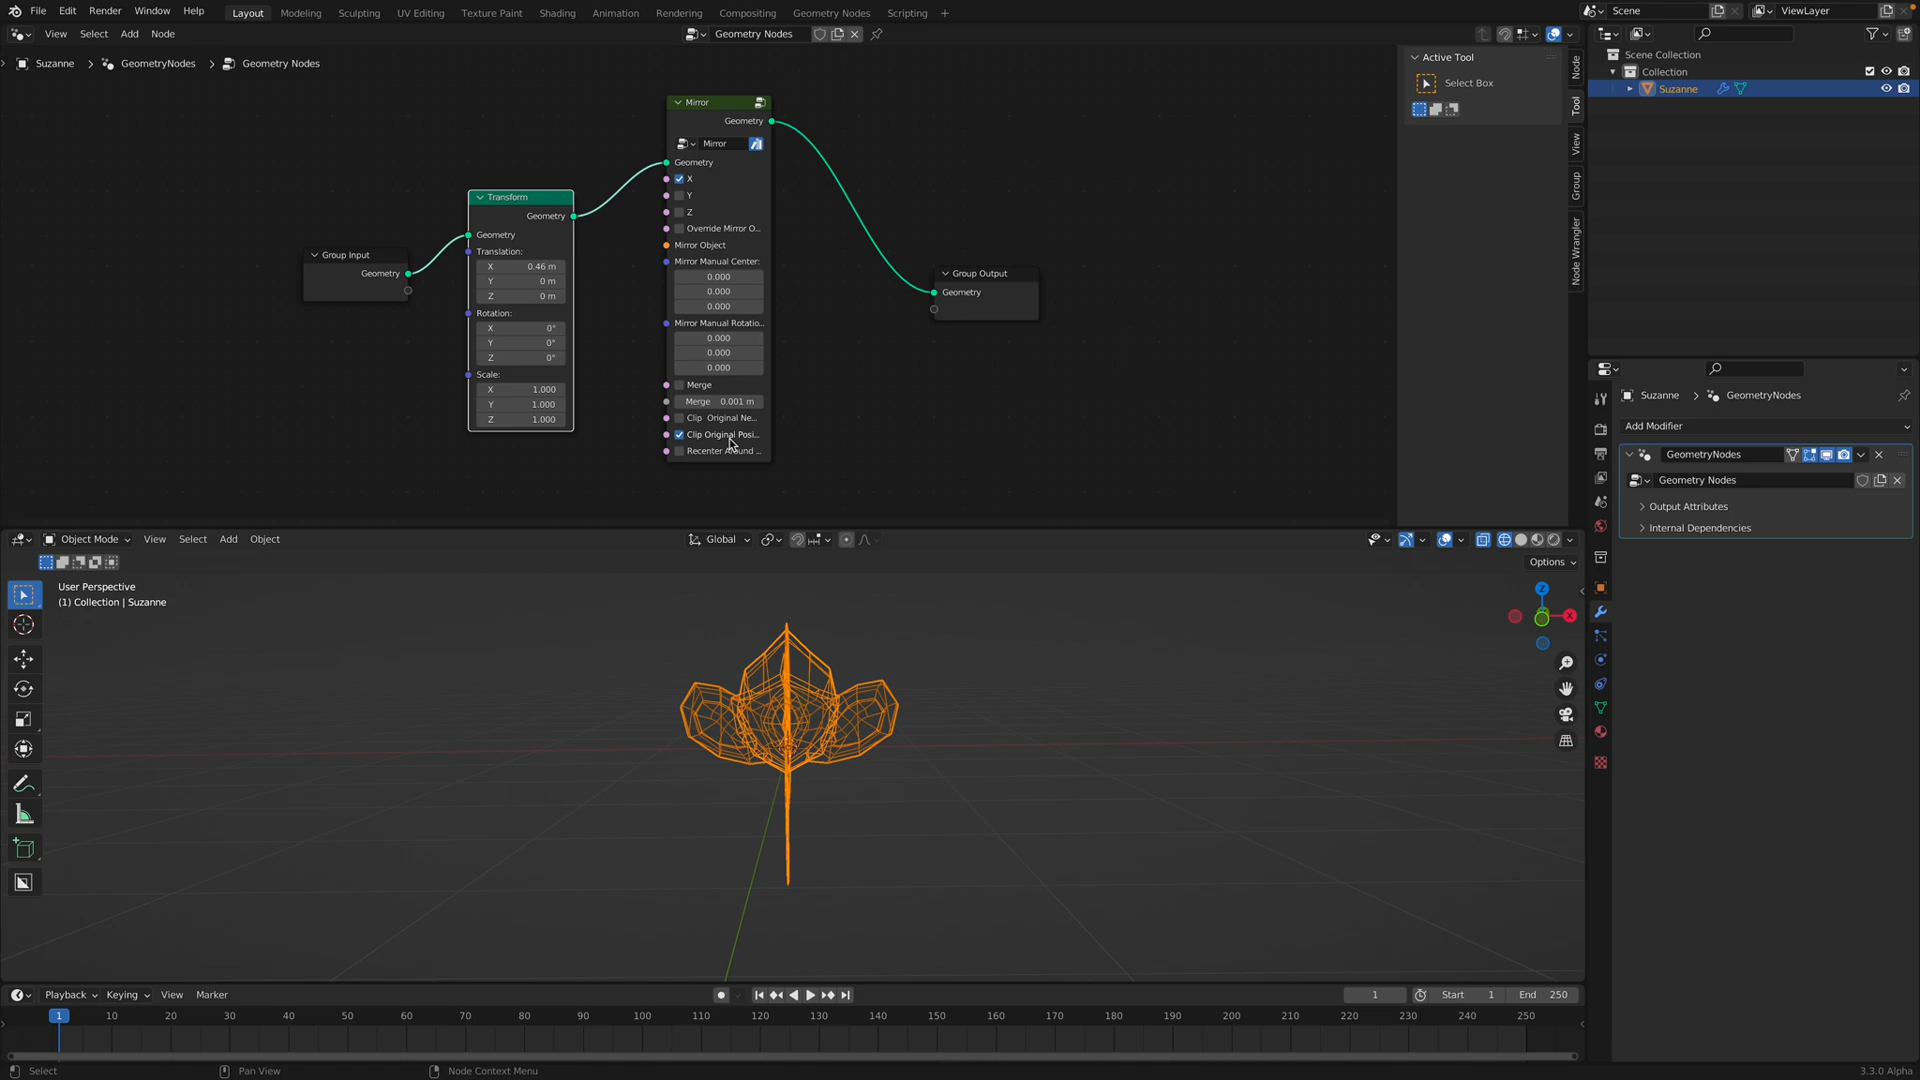 File Edit Render Window Help Layout Modeling Sculpting UV Editing Texture Paint Shading Animation Rendering Compositing Geometry Nodes Scripting + Scene ViewLayer
View Select Add Node Geometry Nodes
Suzanne > GeometryNodes > Geometry Nodes
Active Tool
Select Box
Node
Tool
View
Group
Node Wrangler
Scene Collection
Collection
Suzanne
Group Input
Geometry
Transform
Geometry
Geometry
Translation:
X 0.46 m
Y 0 m
Z 0 m
Rotation:
X 0°
Y 0°
Z 0°
Scale:
X 1.000
Y 1.000
Z 1.000
Mirror
Geometry
Mirror
Geometry
X
Y
Z
Override Mirror O...
Mirror Object
Mirror Manual Center:
0.000
0.000
0.000
Mirror Manual Rotatio...
0.000
0.000
0.000
Merge
Merge 0.001 m
Clip Original Ne...
Clip Original Posi...
Recenter Around ...
Group Output
Geometry
Suzanne > GeometryNodes
Add Modifier
GeometryNodes
Geometry Nodes
Output Attributes
Internal Dependencies
Object Mode View Select Add Object Global
Options
User Perspective
(1) Collection | Suzanne
Z
X
Playback Keying View Marker 1 Start 1 End 250
1 10 20 30 40 50 60 70 80 90 100 110 120 130 140 150 160 170 180 190 200 210 220 230 240 250
Select Pan View Node Context Menu 3.3.0 Alpha